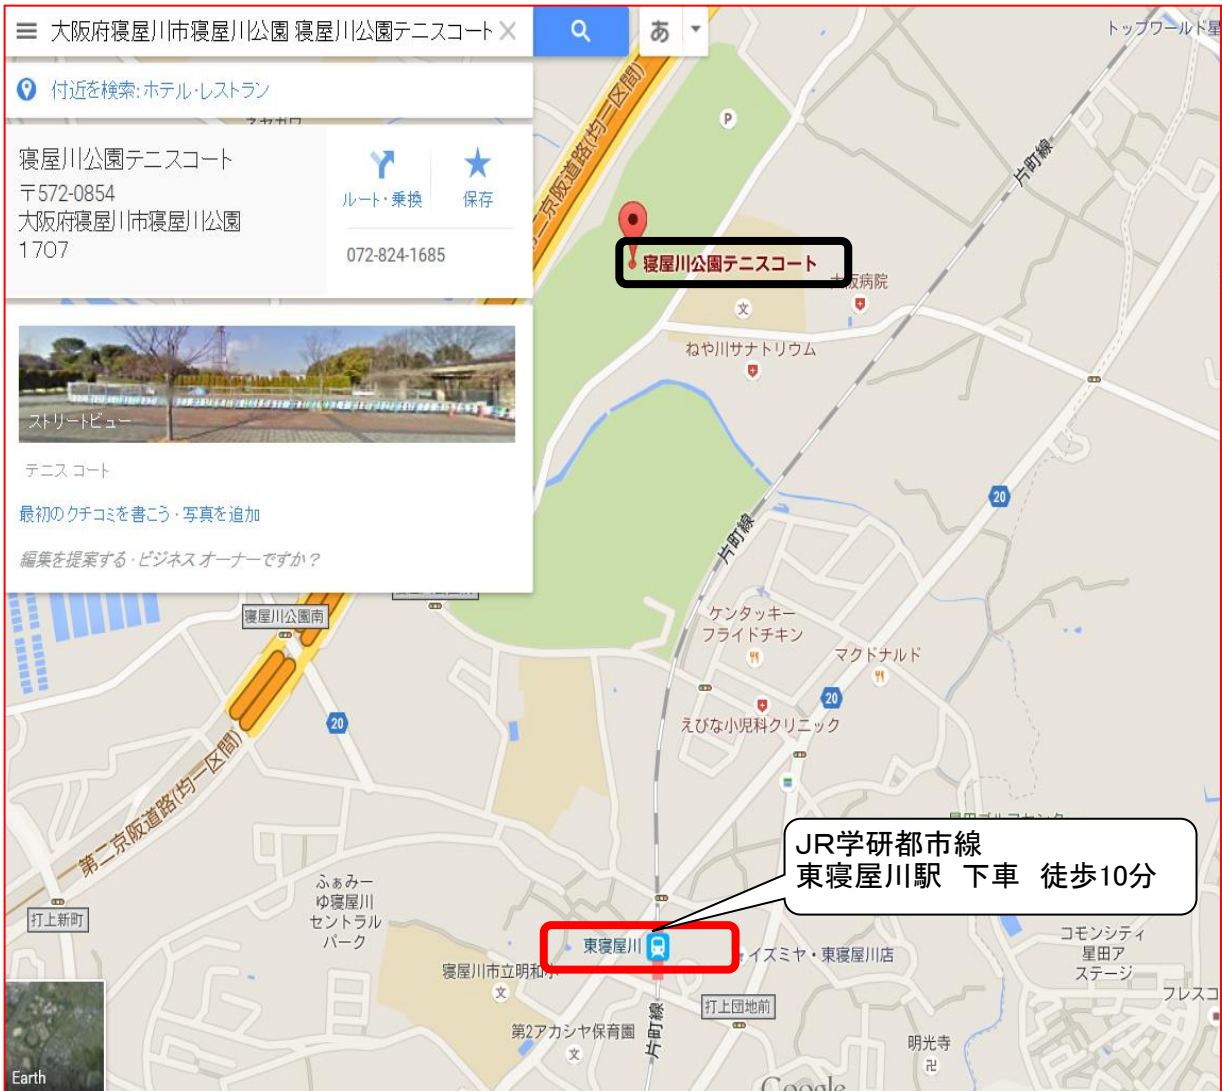 大阪府寝屋川市寝屋川公園 寝屋川公園テニスコート
あ
付近を検索:ホテル・レストラン
寝屋川公園テニスコート
〒572-0854
大阪府寝屋川市寝屋川公園
1707
ルート・乗換
保存
072-824-1685
ストリートビュー
テニス コート
最初のクチコミを書こう・写真を追加
編集を提案する・ビジネス オーナーですか?
トップワールド星
片町線
P
寝屋川公園テニスコート
大阪病院
文
ねや川サナトリウム
20
片町線
寝屋川公園南
ケンタッキー
フライドチキン
マクドナルド
20
えびな小児科クリニック
20
第二京阪道路(均一区間)
JR学研都市線
東寝屋川駅 下車 徒歩10分
ふぁみー
ゆ寝屋川
セントラル
パーク
打上新町
東寝屋川
イズミヤ・東寝屋川店
コモンシティ
星田ア
ステージ
寝屋川市立明和小
文
フレスコ
打上団地前
第2アカシヤ保育園
文
片町線
明光寺
卍
Google
Earth